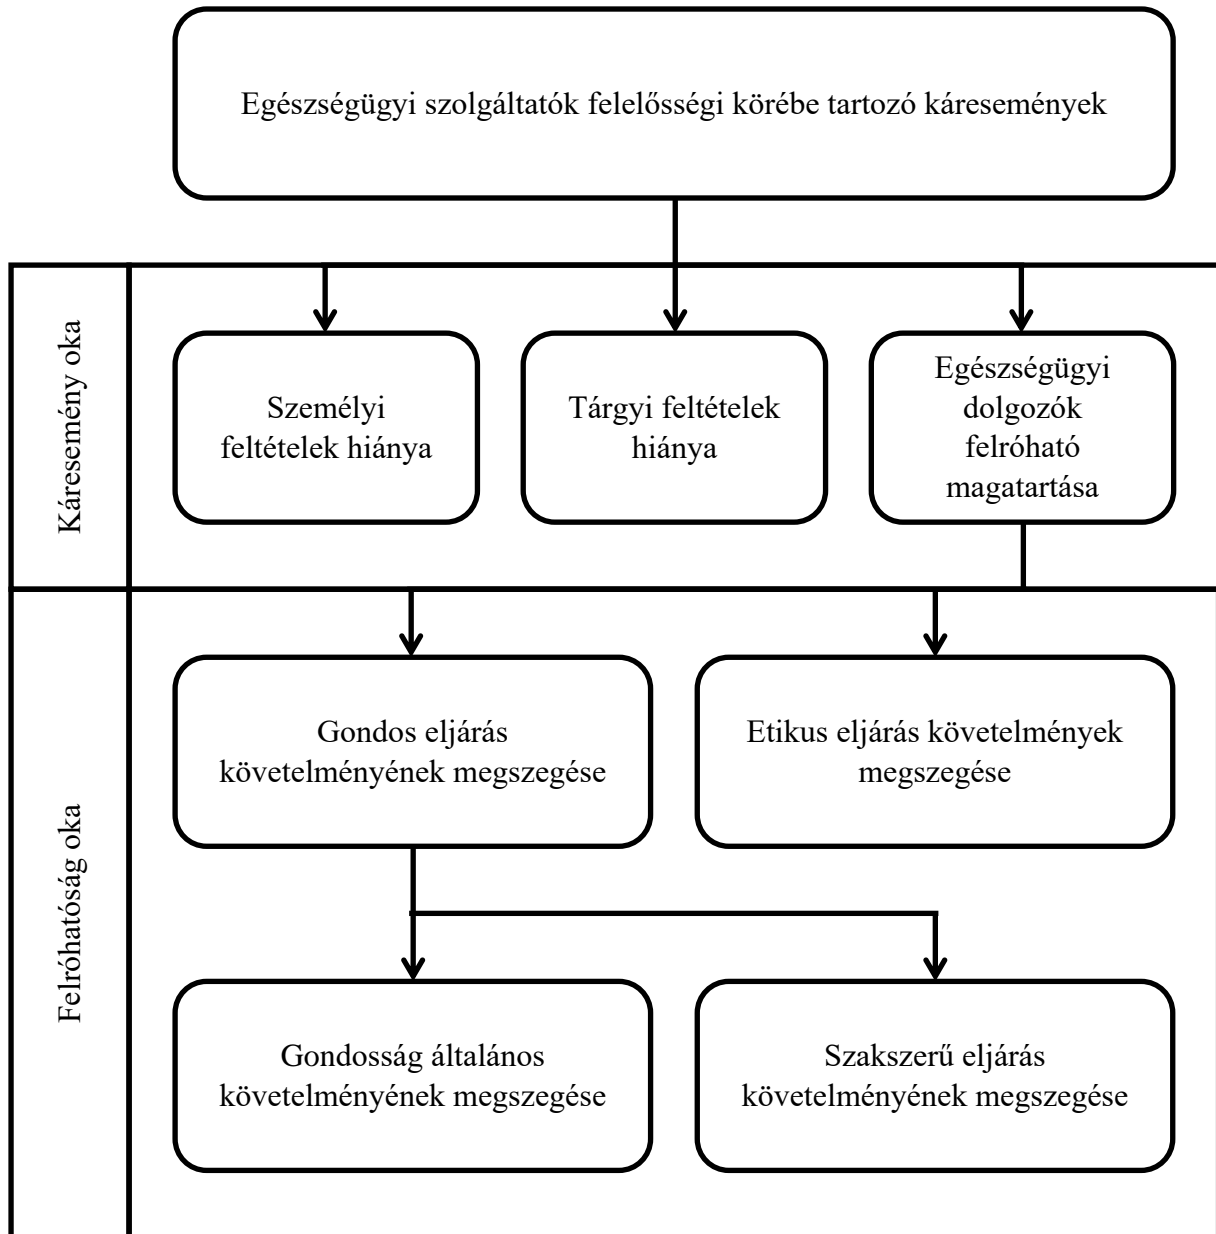 Egészségügyi szolgáltatók felelősségi körébe tartozó káresemények
Káresemény oka
Személyi
feltételek hiánya
Tárgyi feltételek
hiánya
Egészségügyi
dolgozók
felróható
magatartása
Felróhatóság oka
Gondos eljárás
követelményének megszegése
Etikus eljárás követelmények
megszegése
Gondosság általános
követelményének megszegése
Szakszerű eljárás
követelményének megszegése